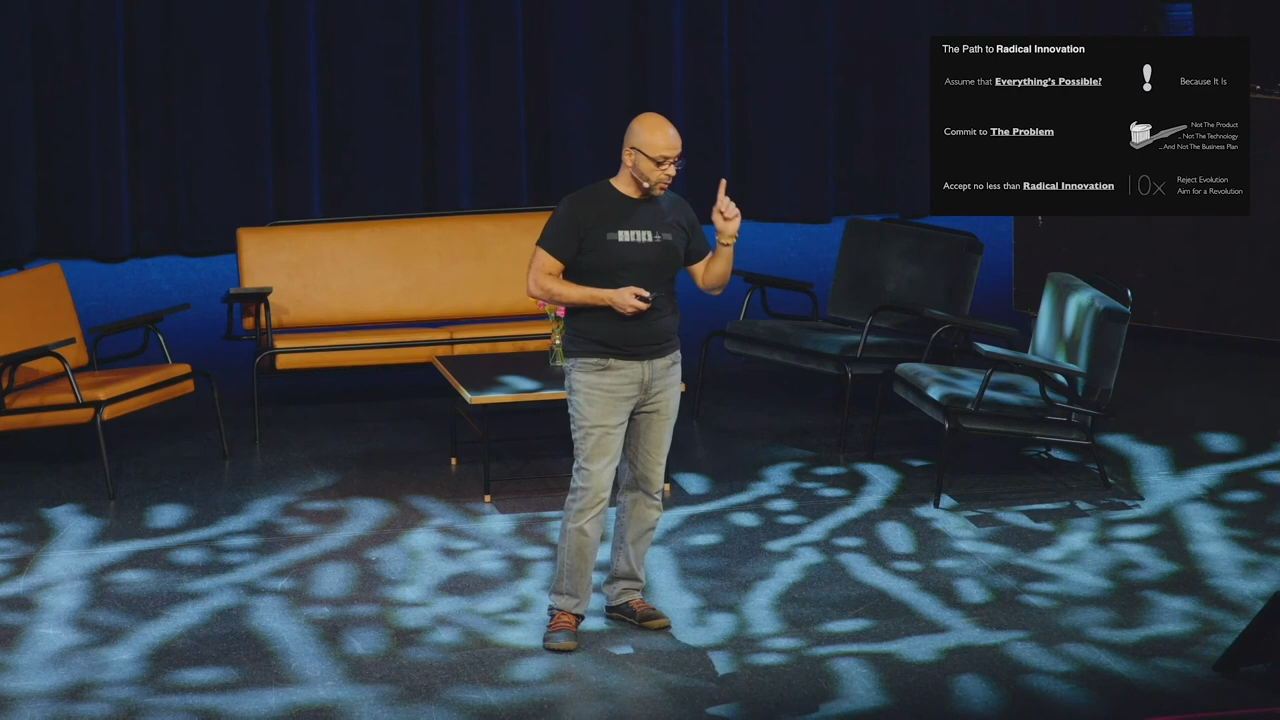 The Path to Radical Innovation
Assume that Everything's Possible?
!
Because It Is
Commit to The Problem
Not The Product
.. Not The Technology
...And Not The Business Plan
Accept no less than Radical Innovation
10x
Reject Evolution
Aim for a Revolution